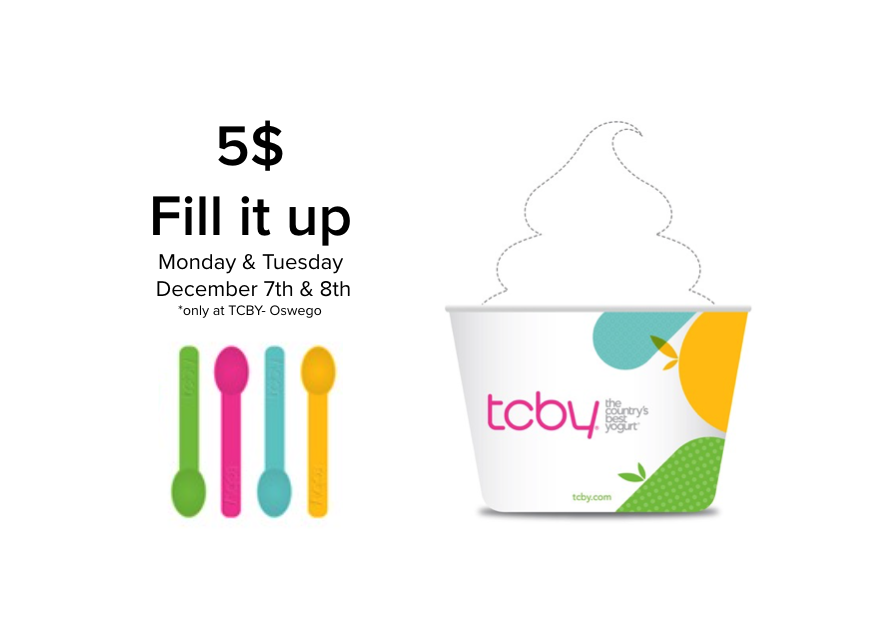 5$
Fill it up
Monday & Tuesday
December 7th & 8th
*only at TCBY- Oswego
tcby
the
country's
best
yogurt
tcby.com